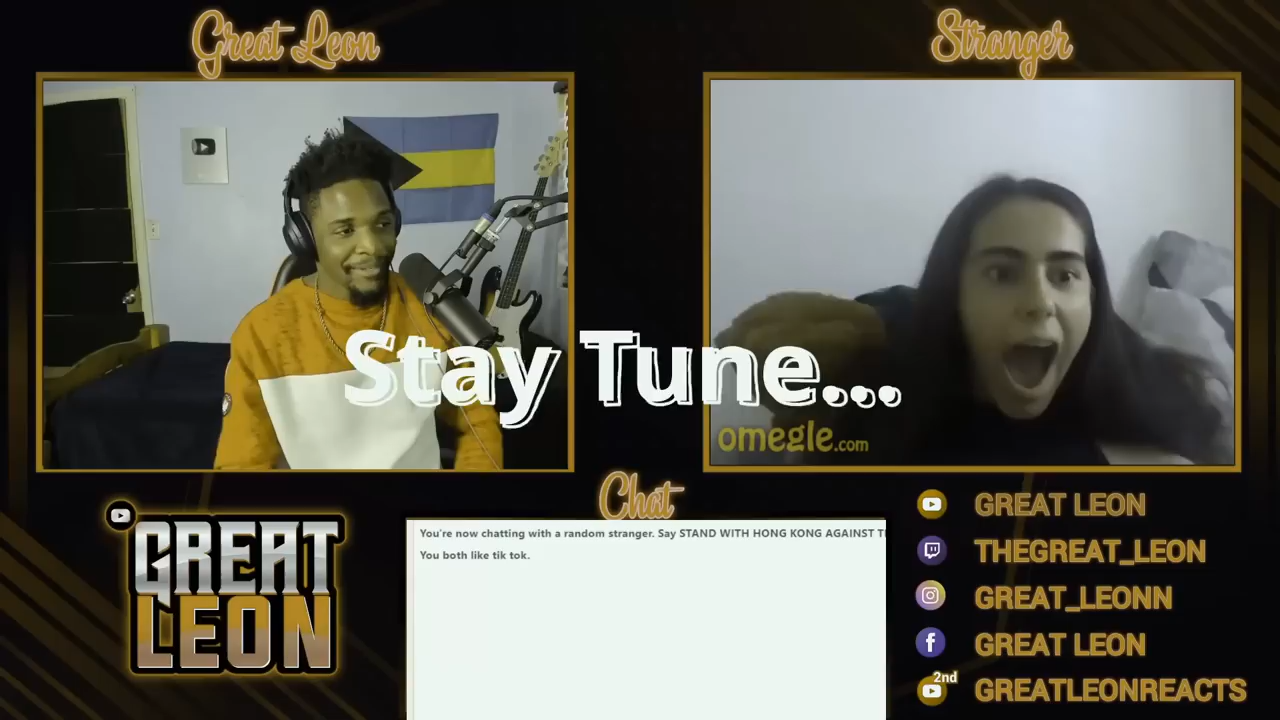 Great Leon
Stranger
Stay Tune...
omegle.com
Chat
You're now chatting with a random stranger. Say STAND WITH HONG KONG AGAINST
You both like tik tok.
GREAT
LEON
GREAT LEON
THEGREAT_LEON
GREAT_LEONN
GREAT LEON
2nd
GREATLEONREACTS